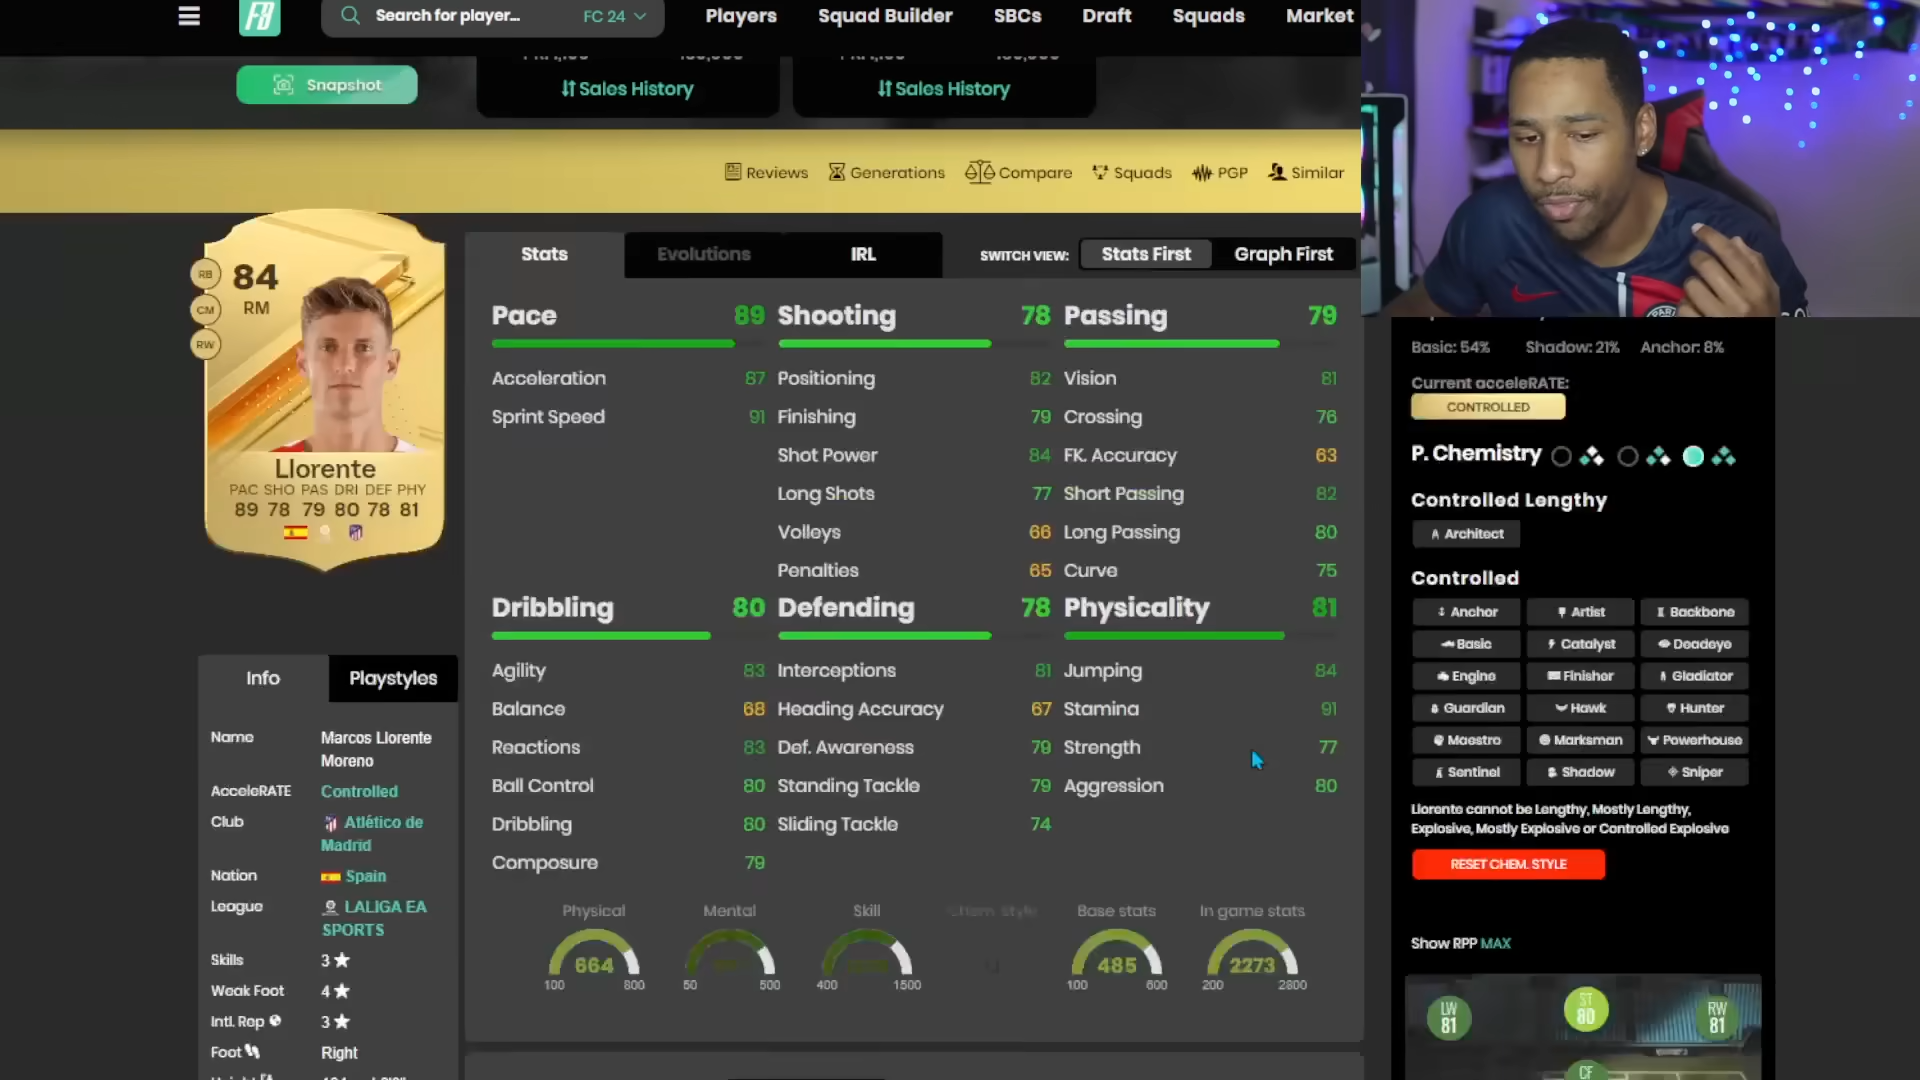 FB
Search for player...
FC 24
Players
Squad Builder
SBCs
Draft
Squads
Market
Snapshot
Sales History
Sales History
Reviews
Generations
Compare
Squads
PGP
Similar
84
RM
RB
CM
RW
Llorente
PAC SHO PAS DRI DEF PHY
89 78 79 80 78 81
Stats
Evolutions
IRL
SWITCH VIEW:
Stats First
Graph First
Pace 89
Acceleration 87
Sprint Speed 91
Shooting 78
Positioning 82
Finishing 79
Shot Power 84
Long Shots 77
Volleys 66
Penalties 65
Passing 79
Vision 81
Crossing 76
FK. Accuracy 63
Short Passing 82
Long Passing 80
Curve 75
Dribbling 80
Agility 83
Balance 68
Reactions 83
Ball Control 80
Dribbling 80
Composure 79
Defending 78
Interceptions 81
Heading Accuracy 67
Def. Awareness 79
Standing Tackle 79
Sliding Tackle 74
Physicality 81
Jumping 84
Stamina 91
Strength 77
Aggression 80
Physical
664
100 800
Mental
50 500
Skill
400 1500
Chem. Style
Base stats
485
100 600
In game stats
2273
200 2800
Info
Playstyles
Name Marcos Llorente
Moreno
AcceleRATE Controlled
Club Atlético de
Madrid
Nation Spain
League LALIGA EA
SPORTS
Skills 3
Weak Foot 4
Intl. Rep 3
Foot Right
Basic: 54% Shadow: 21% Anchor: 8%
Current acceleRATE:
CONTROLLED
P. Chemistry
Controlled Lengthy
Architect
Controlled
Anchor Artist Backbone
Basic Catalyst Deadeye
Engine Finisher Gladiator
Guardian Hawk Hunter
Maestro Marksman Powerhouse
Sentinel Shadow Sniper
Llorente cannot be Lengthy, Mostly Lengthy,
Explosive, Mostly Explosive or Controlled Explosive
RESET CHEM. STYLE
Show RPP MAX
LW
81
ST
80
RW
81
CF